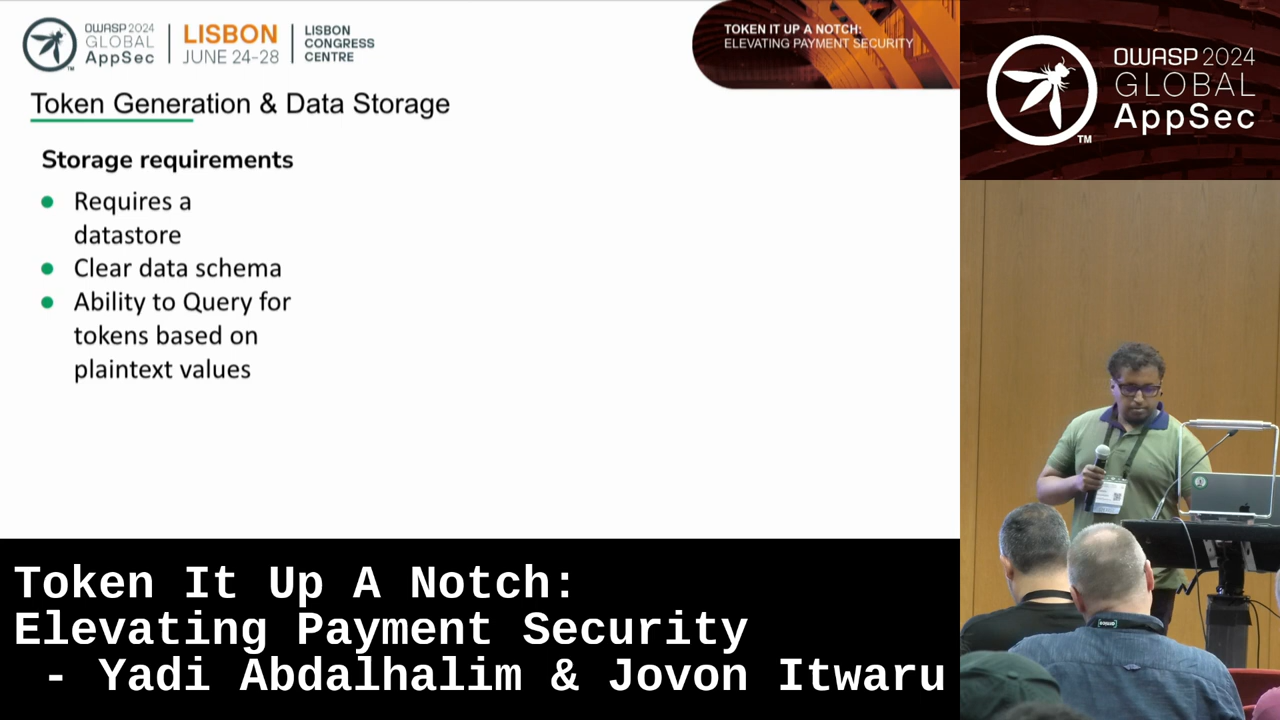 OWASP 2024
GLOBAL
AppSec
TM
LISBON
JUNE 24-28
LISBON
CONGRESS
CENTRE
TOKEN IT UP A NOTCH:
ELEVATING PAYMENT SECURITY
Token Generation & Data Storage
Storage requirements
Requires a
datastore
Clear data schema
Ability to Query for
tokens based on
plaintext values
OWASP 2024
GLOBAL
AppSec
TM
Token It Up A Notch:
Elevating Payment Security
- Yadi Abdalhalim & Jovon Itwaru